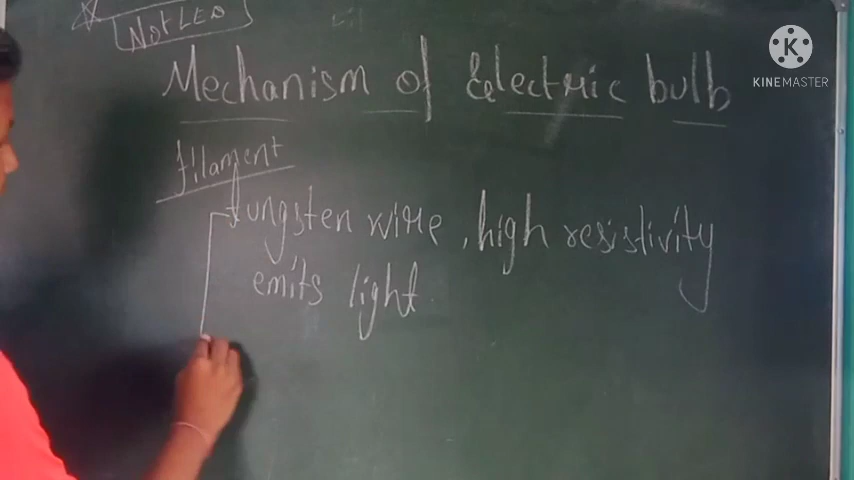 Not LED
Mechanism of Electric bulb
filament
tungsten wire, high resistivity
emits light
K
KINEMASTER